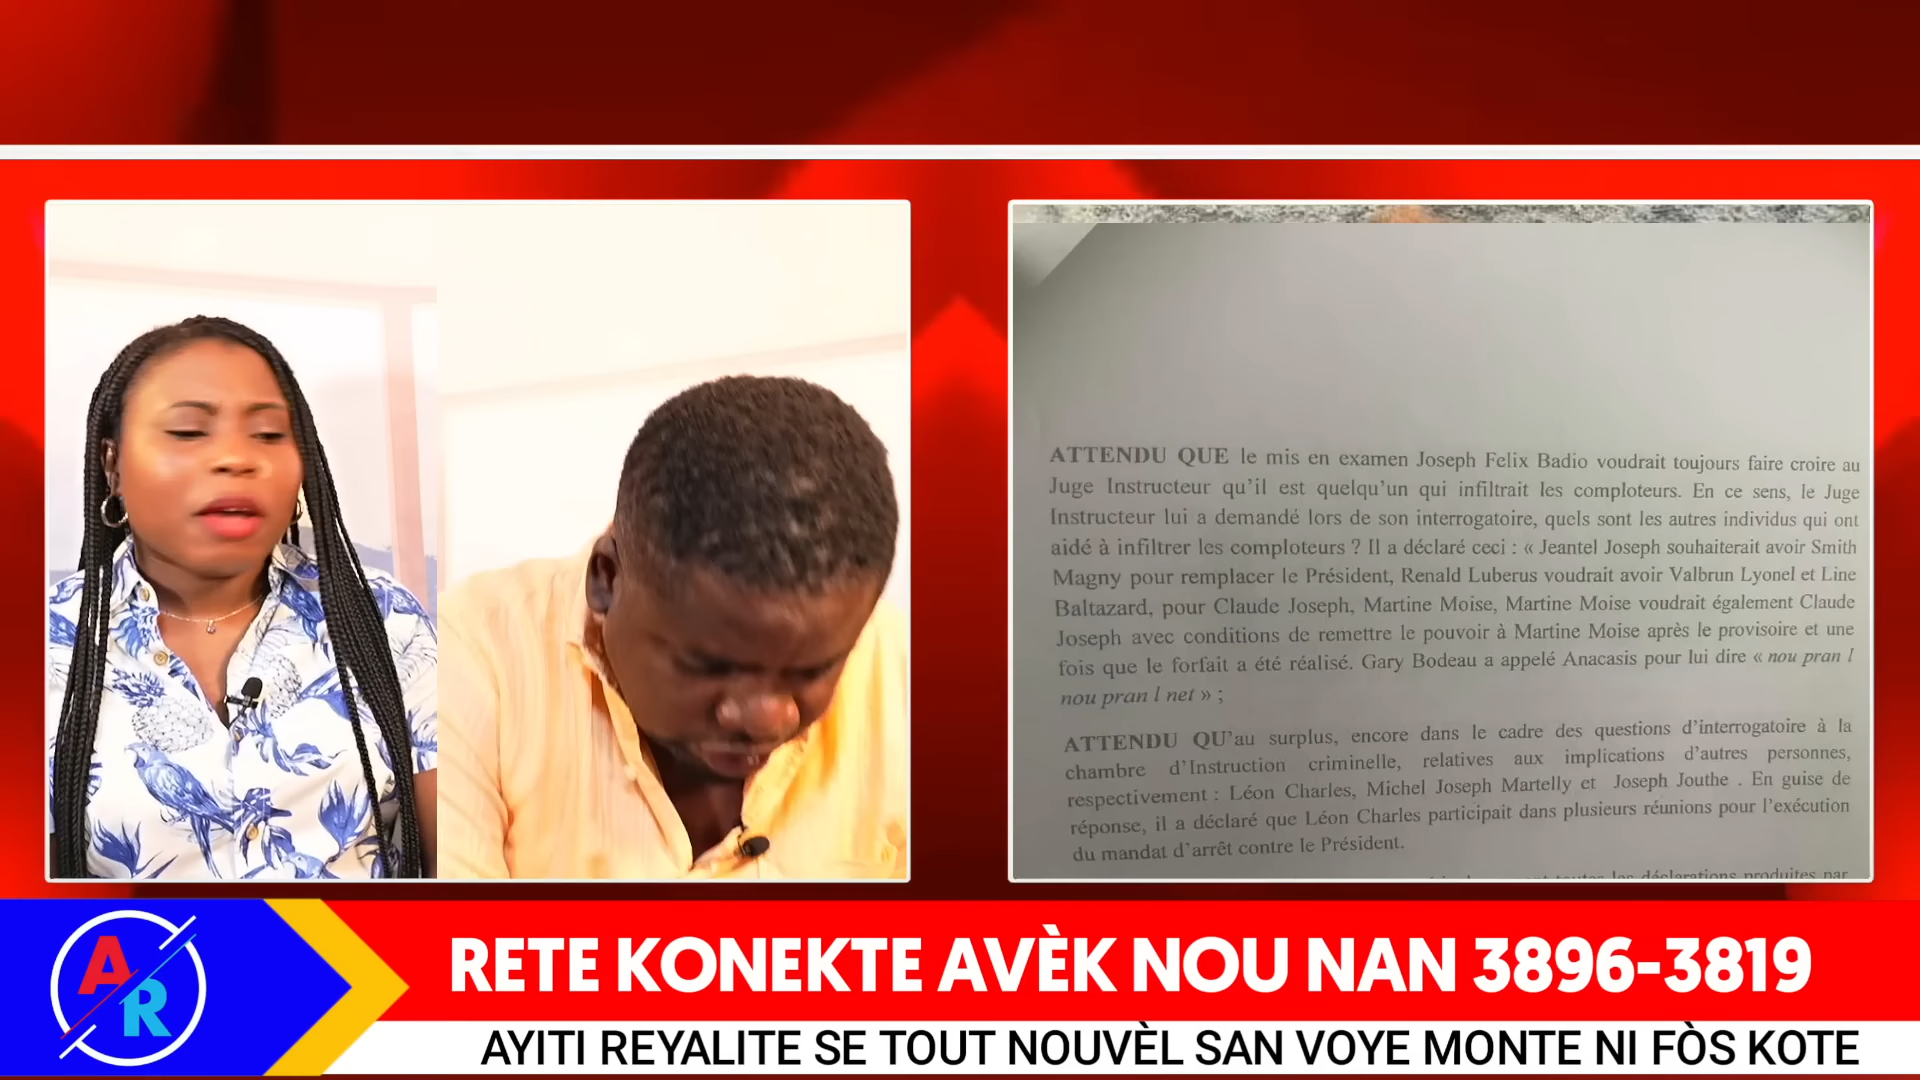 ATTENDU QUE le mis en examen Joseph Felix Badio voudrait toujours faire croire au
Juge Instructeur qu'il est quelqu'un qui infiltrait les comploteurs. En ce sens, le Juge
Instructeur lui a demandé lors de son interrogatoire, quels sont les autres individus qui ont
aidé à infiltrer les comploteurs ? Il a déclaré ceci : « Jeantel Joseph souhaiterait avoir Smith
Magny pour remplacer le Président, Renald Luberus voudrait avoir Valbrun Lyonel et Line
Baltazard, pour Claude Joseph, Martine Moise, Martine Moise voudrait également Claude
Joseph avec conditions de remettre le pouvoir à Martine Moise après le provisoire et une
fois que le forfait a été réalisé. Gary Bodeau a appelé Anacasis pour lui dire « nou pran l
nou pran l net » ;
ATTENDU QU'au surplus, encore dans le cadre des questions d'interrogatoire à la
chambre d'Instruction criminelle, relatives aux implications d'autres personnes,
respectivement : Léon Charles, Michel Joseph Martelly et Joseph Jouthe . En guise de
réponse, il a déclaré que Léon Charles participait dans plusieurs réunions pour l'exécution
du mandat d'arrêt contre le Président.
toutes les déclarations produites par
A
R
RETE KONEKTE AVÈK NOU NAN 3896-3819
AYITI REYALITE SE TOUT NOUVÈL SAN VOYE MONTE NI FÒS KOTE